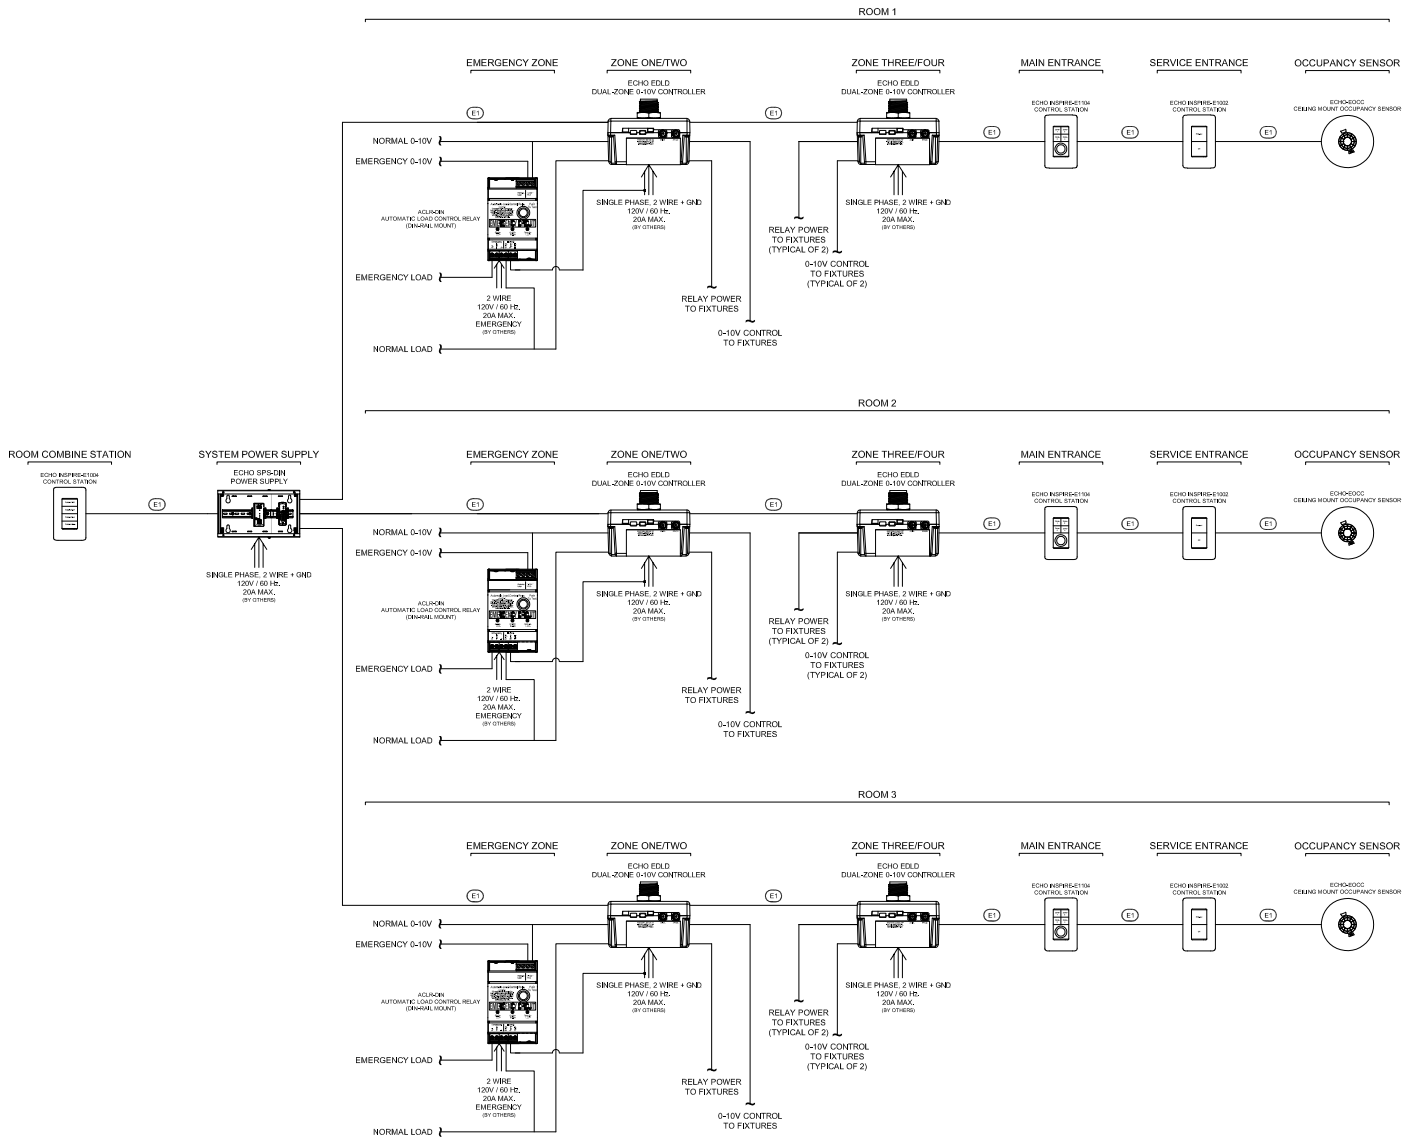 ROOM 1
EMERGENCY ZONE
ZONE ONE/TWO
ZONE THREE/FOUR
MAIN ENTRANCE
SERVICE ENTRANCE
OCCUPANCY SENSOR
ECHO EDLD
DUAL-ZONE 0-10V CONTROLLER
ECHO EDLD
DUAL-ZONE 0-10V CONTROLLER
ECHO INSPIRE-E1104
CONTROL STATION
ECHO INSPIRE-E1002
CONTROL STATION
ECHO-EOCC
CEILING MOUNT OCCUPANCY SENSOR
E1
E1
E1
E1
E1
NORMAL 0-10V
EMERGENCY 0-10V
ACLR-DIN
AUTOMATIC LOAD CONTROL RELAY
(DIN-RAIL MOUNT)
EMERGENCY LOAD
2 WIRE
120V / 60 Hz.
20A MAX.
EMERGENCY
(BY OTHERS)
NORMAL LOAD
SINGLE PHASE, 2 WIRE + GND
120V / 60 Hz.
20A MAX.
(BY OTHERS)
RELAY POWER
TO FIXTURES
0-10V CONTROL
TO FIXTURES
RELAY POWER
TO FIXTURES
(TYPICAL OF 2)
0-10V CONTROL
TO FIXTURES
(TYPICAL OF 2)
SINGLE PHASE, 2 WIRE + GND
120V / 60 Hz.
20A MAX.
(BY OTHERS)
ROOM COMBINE STATION
ECHO INSPIRE-E1004
CONTROL STATION
E1
SYSTEM POWER SUPPLY
ECHO SPS-DIN
POWER SUPPLY
SINGLE PHASE, 2 WIRE + GND
120V / 60 Hz.
20A MAX.
(BY OTHERS)
ROOM 2
EMERGENCY ZONE
ZONE ONE/TWO
ZONE THREE/FOUR
MAIN ENTRANCE
SERVICE ENTRANCE
OCCUPANCY SENSOR
ECHO EDLD
DUAL-ZONE 0-10V CONTROLLER
ECHO EDLD
DUAL-ZONE 0-10V CONTROLLER
ECHO INSPIRE-E1104
CONTROL STATION
ECHO INSPIRE-E1002
CONTROL STATION
ECHO-EOCC
CEILING MOUNT OCCUPANCY SENSOR
E1
E1
E1
E1
E1
NORMAL 0-10V
EMERGENCY 0-10V
ACLR-DIN
AUTOMATIC LOAD CONTROL RELAY
(DIN-RAIL MOUNT)
EMERGENCY LOAD
2 WIRE
120V / 60 Hz.
20A MAX.
EMERGENCY
(BY OTHERS)
NORMAL LOAD
SINGLE PHASE, 2 WIRE + GND
120V / 60 Hz.
20A MAX.
(BY OTHERS)
RELAY POWER
TO FIXTURES
0-10V CONTROL
TO FIXTURES
RELAY POWER
TO FIXTURES
(TYPICAL OF 2)
0-10V CONTROL
TO FIXTURES
(TYPICAL OF 2)
SINGLE PHASE, 2 WIRE + GND
120V / 60 Hz.
20A MAX.
(BY OTHERS)
ROOM 3
EMERGENCY ZONE
ZONE ONE/TWO
ZONE THREE/FOUR
MAIN ENTRANCE
SERVICE ENTRANCE
OCCUPANCY SENSOR
ECHO EDLD
DUAL-ZONE 0-10V CONTROLLER
ECHO EDLD
DUAL-ZONE 0-10V CONTROLLER
ECHO INSPIRE-E1104
CONTROL STATION
ECHO INSPIRE-E1002
CONTROL STATION
ECHO-EOCC
CEILING MOUNT OCCUPANCY SENSOR
E1
E1
E1
E1
E1
NORMAL 0-10V
EMERGENCY 0-10V
ACLR-DIN
AUTOMATIC LOAD CONTROL RELAY
(DIN-RAIL MOUNT)
EMERGENCY LOAD
2 WIRE
120V / 60 Hz.
20A MAX.
EMERGENCY
(BY OTHERS)
NORMAL LOAD
SINGLE PHASE, 2 WIRE + GND
120V / 60 Hz.
20A MAX.
(BY OTHERS)
RELAY POWER
TO FIXTURES
0-10V CONTROL
TO FIXTURES
RELAY POWER
TO FIXTURES
(TYPICAL OF 2)
0-10V CONTROL
TO FIXTURES
(TYPICAL OF 2)
SINGLE PHASE, 2 WIRE + GND
120V / 60 Hz.
20A MAX.
(BY OTHERS)